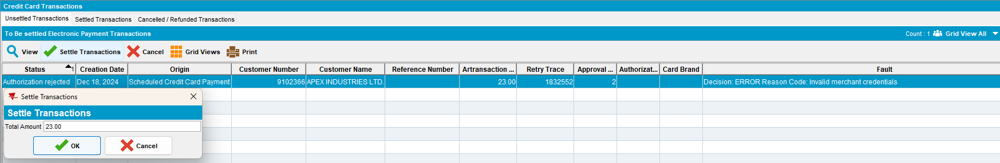 Credit Card Transactions
Unsettled Transactions Settled Transactions Cancelled / Refunded Transactions
To Be settled Electronic Payment Transactions Count : 1 Grid View All
View Settle Transactions Cancel Grid Views Print
Status 1 Creation Date Origin Customer Number Customer Name Reference Number Artransaction ... Retry Trace Approval ... Authorizat... Card Brand Fault
Authorization rejected Dec 18, 2024 Scheduled Credit Card Payment 9102366 APEX INDUSTRIES LTD. 23.00 1832552 2 Decision: ERROR Reason Code: Invalid merchant credentials
Settle Transactions
Settle Transactions
Total Amount 23.00
OK Cancel